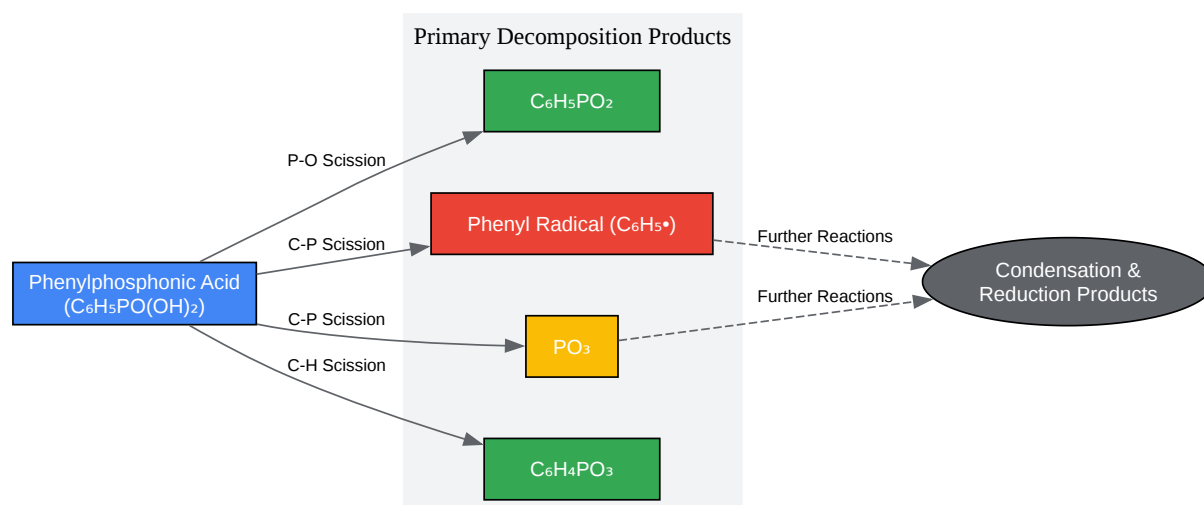 Primary Decomposition Products
C₆H₅PO₂
P-O Scission
Phenyl Radical (C₆H₅•)
Further Reactions
C-P Scission
Phenylphosphonic Acid
(C₆H₅PO(OH)₂)
Condensation &
Reduction Products
Further Reactions
C-P Scission
PO₃
C-H Scission
C₆H₄PO₃